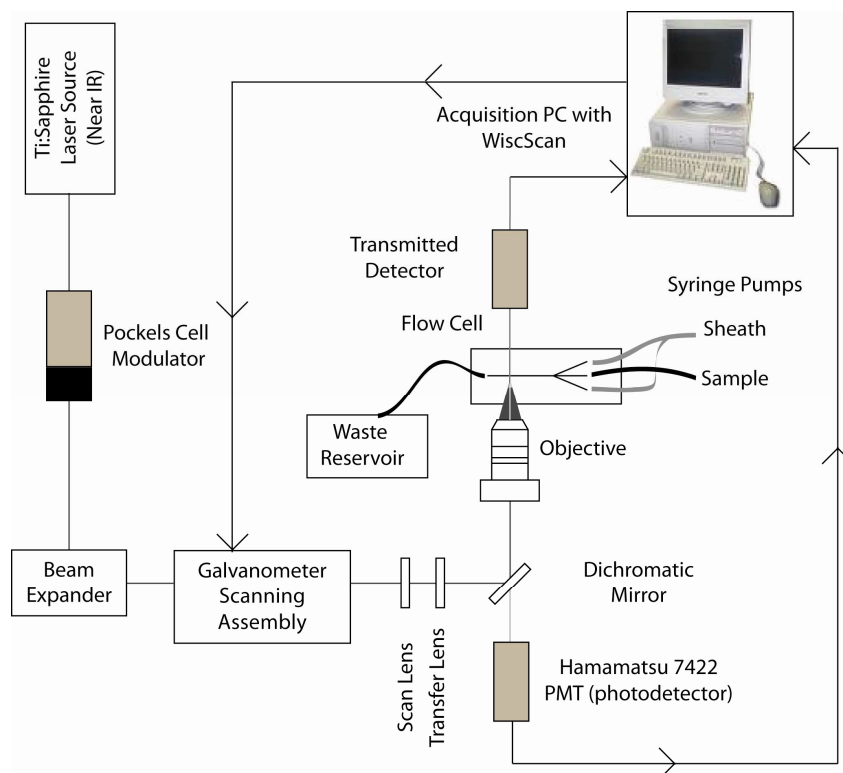 Ti:Sapphire
Laser Source
(Near IR)
Acquisition PC with
WiscScan
Transmitted
Detector
Syringe Pumps
Pockels Cell
Modulator
Flow Cell
Sheath
Sample
Waste
Reservoir
Objective
Beam
Expander
Galvanometer
Scanning
Assembly
Dichromatic
Mirror
Scan Lens
Transfer Lens
Hamamatsu 7422
PMT (photodetector)